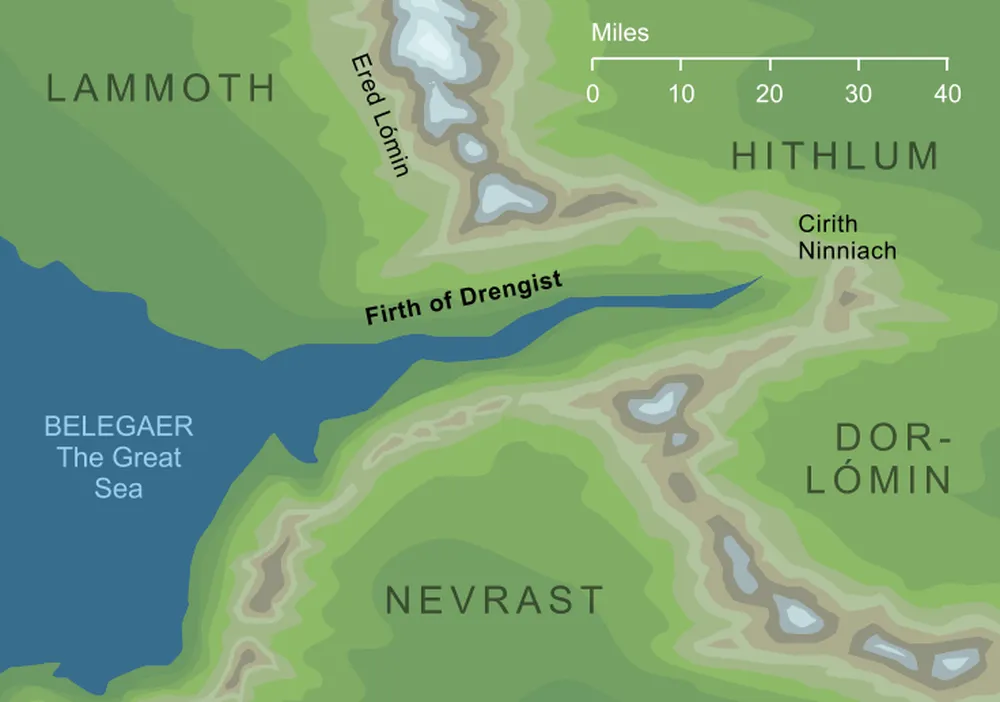 Miles
0 10 20 30 40
LAMMOTH
Ered Lómin
HITHLUM
Cirith
Ninniach
Firth of Drengist
BELEGAER
The Great
Sea
DOR-
LÓMIN
NEVRAST